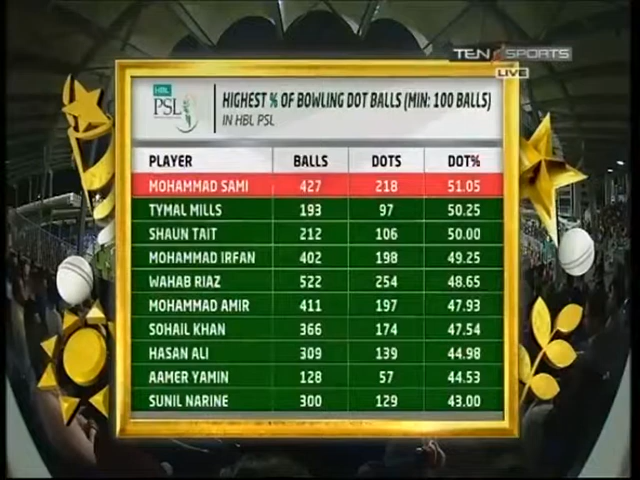 TEN SPORTS
LIVE
HBL
PSL
HIGHEST % OF BOWLING DOT BALLS (MIN: 100 BALLS)
IN HBL PSL
PLAYER BALLS DOTS DOT%
MOHAMMAD SAMI 427 218 51.05
TYMAL MILLS 193 97 50.25
SHAUN TAIT 212 106 50.00
MOHAMMAD IRFAN 402 198 49.25
WAHAB RIAZ 522 254 48.65
MOHAMMAD AMIR 411 197 47.93
SOHAIL KHAN 366 174 47.54
HASAN ALI 309 139 44.98
AAMER YAMIN 128 57 44.53
SUNIL NARINE 300 129 43.00